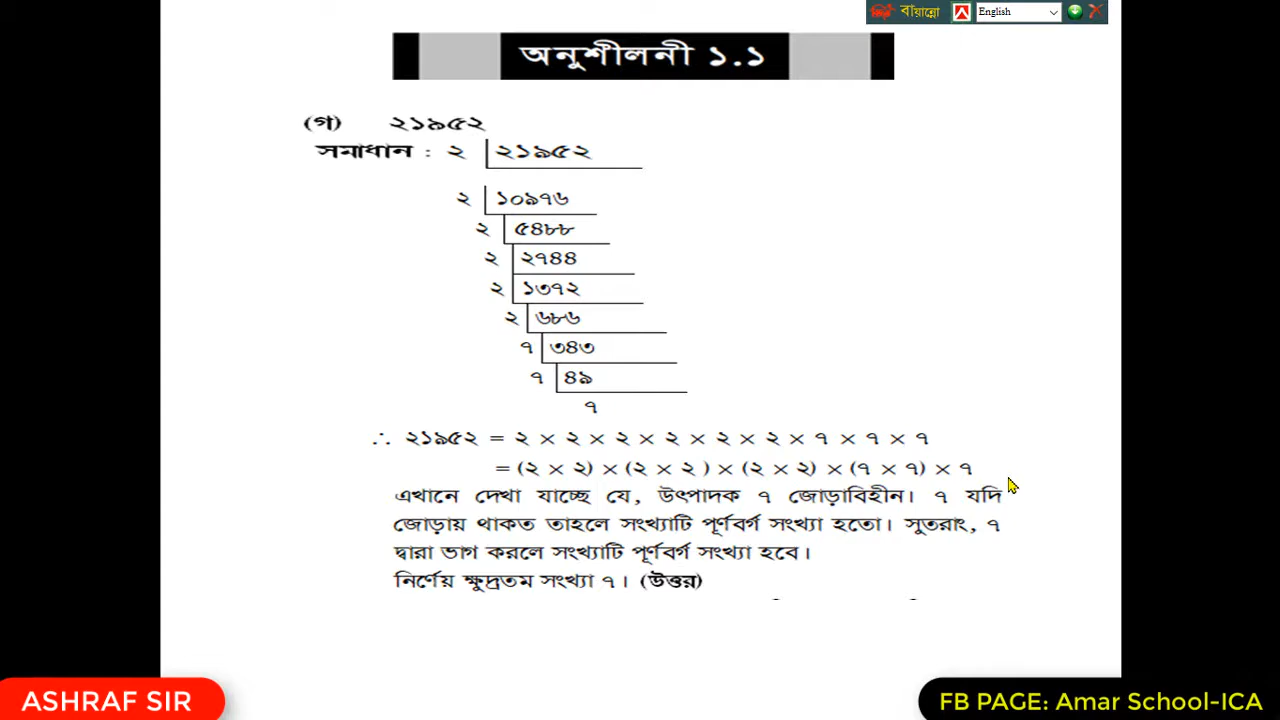 বাঁয়ান্নো English
অনুশীলনী ১.১
(গ) ২১৯৫২
সমাধান : ২ ২১৯৫২
২ ১০৯৭৬
২ ৫৪৮৮
২ ২৭৪৪
২ ১৩৭২
২ ৬৮৬
৭ ৩৪৩
৭ ৪৯
৭
∴ ২১৯৫২ = ২ × ২ × ২ × ২ × ২ × ২ × ৭ × ৭ × ৭
= (২ × ২) × (২ × ২ ) × (২ × ২) × (৭ × ৭) × ৭
এখানে দেখা যাচ্ছে যে, উৎপাদক ৭ জোড়াবিহীন। ৭ যদি
জোড়ায় থাকত তাহলে সংখ্যাটি পূর্ণবর্গ সংখ্যা হতো। সুতরাং, ৭
দ্বারা ভাগ করলে সংখ্যাটি পূর্ণবর্গ সংখ্যা হবে।
নির্ণেয় ক্ষুদ্রতম সংখ্যা ৭। (উত্তর)
ASHRAF SIR
FB PAGE: Amar School-ICA